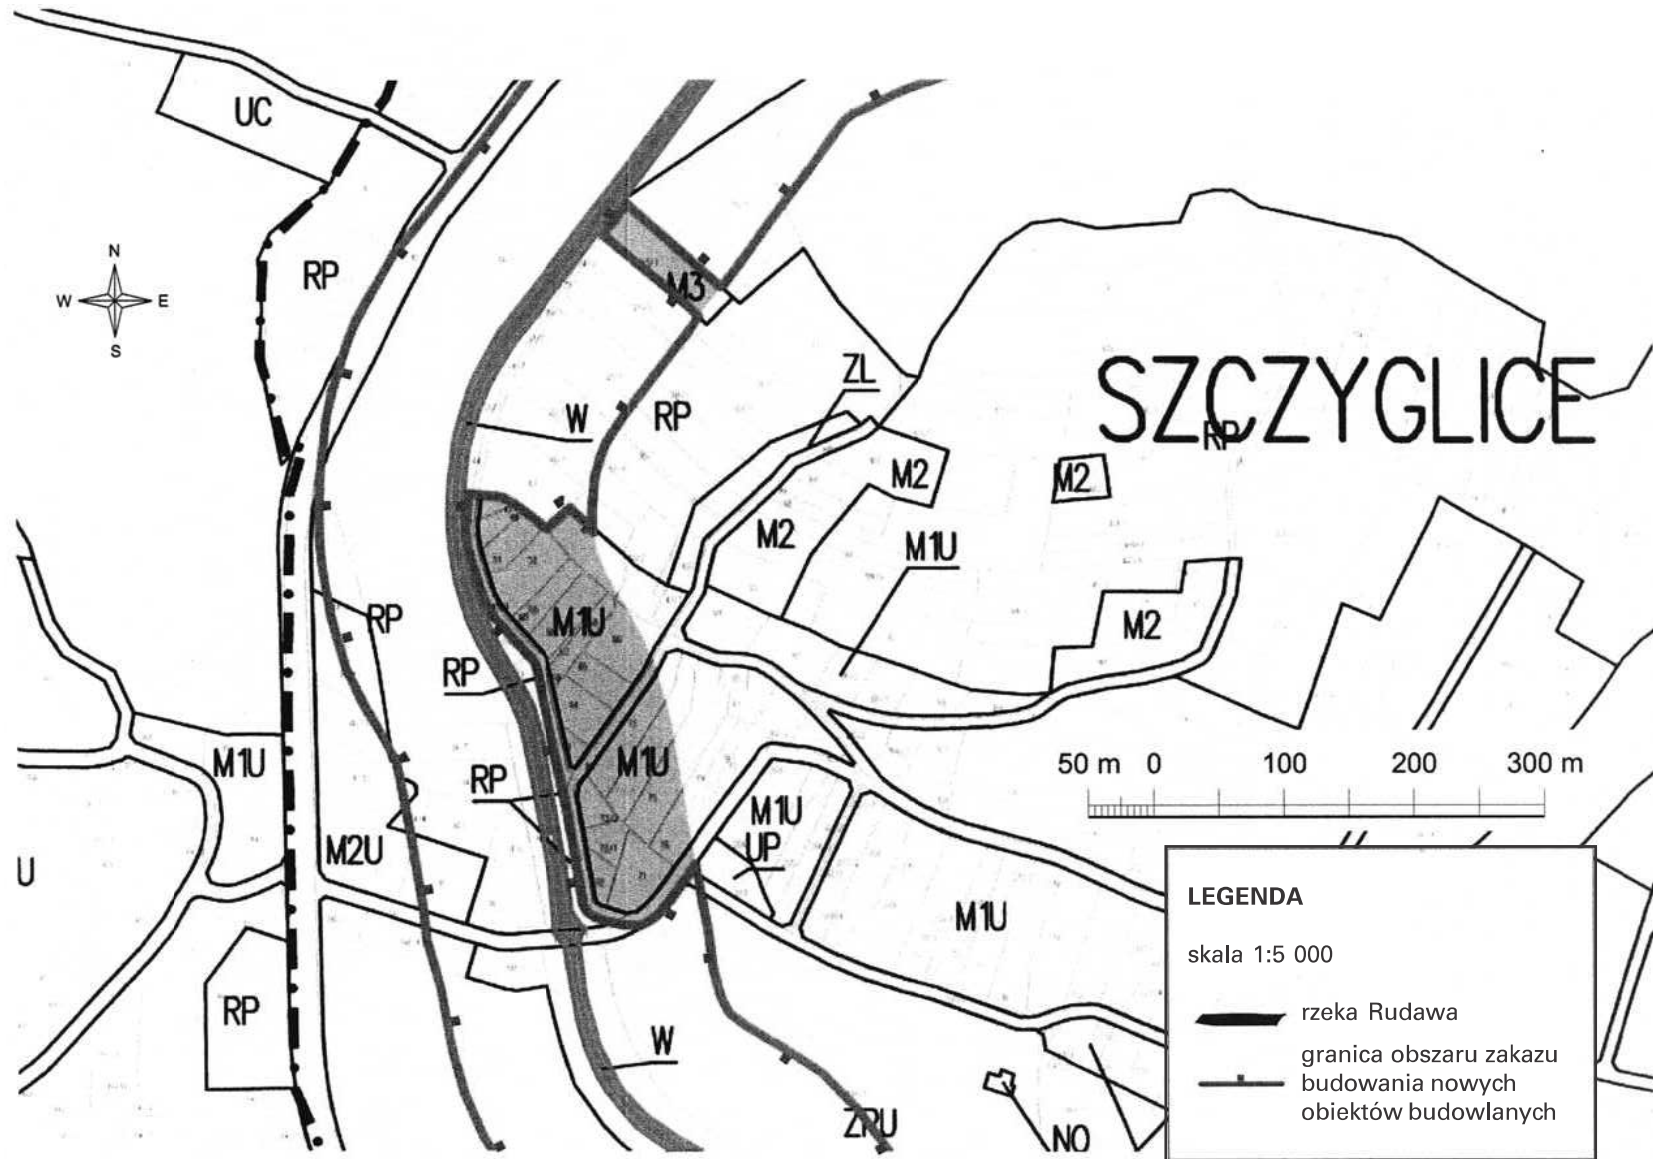 UC
N
W E
S
RP
M3
ZL
W
RP
SZCZYGLICE
RP
M2
M2
M2
M1U
M1U
RP
M2
RP
M1U
RP
M1U
50 m 0 100 200 300 m
M1U
UP
M2U
U
M1U
RP
W
ZPU
NO
LEGENDA
skala 1:5 000
rzeka Rudawa
granica obszaru zakazu
budowania nowych
obiektów budowlanych